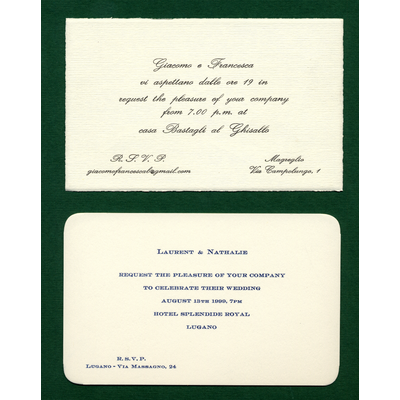 Giacomo e Francesca
vi aspettano dalle ore 19 in
request the pleasure of your company
from 7.00 p.m. at
casa Bastagli al Ghisallo
R. S. V. P.
giacomofrancesca@gmail.com
Magreglio
Via Campolungo, 1
Laurent & Nathalie
request the pleasure of your company
to celebrate their wedding
August 13th 1999, 7pm
Hotel Splendide Royal
Lugano
R. S. V. P.
Lugano - Via Massagno, 24